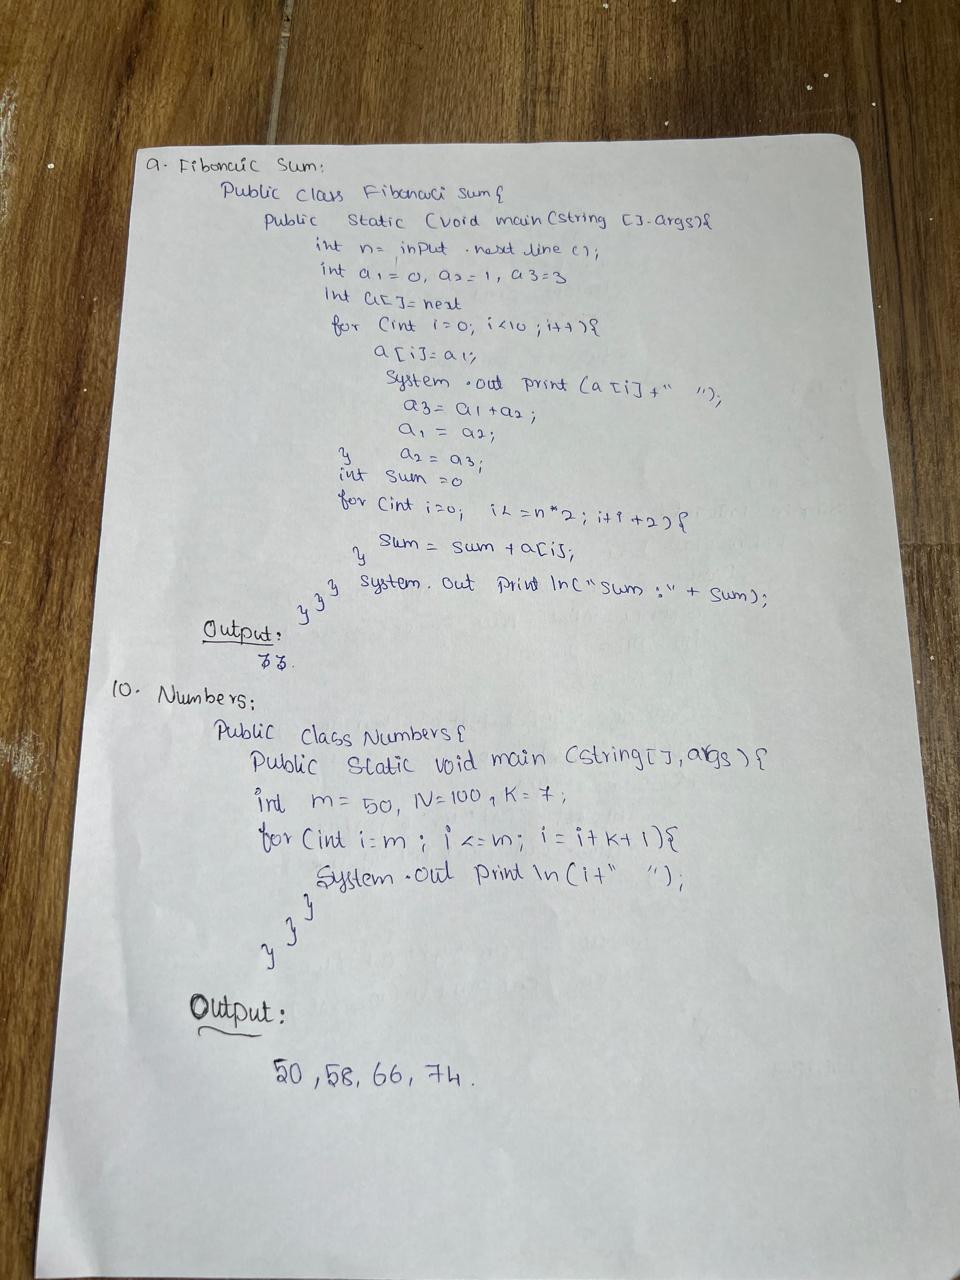 9. Fiboncuic Sum:
Public class Fibonacci sum{
Public Static (void main (string []. args){
int n= input . next line ();
int a1 = 0, a2 = 1, a3=3
Int a[]= next
for (int i=0; i<10 ; i++){
a[i]= a1;
System .out print (a[i]+" ");
a3= a1 +a2 ;
a1 = a2;
} a2 = a3;
int sum =0
for (int i=0; i< =n*2; i+i+2){
sum = sum +a[i];
}
} } } System. out print ln("sum :" + sum);
Output:
33.
10. Numbers:
Public class Numbers{
Public Static void main (string[], args){
int m= 50, N=100, K=7;
for (int i=m ; i <=m; i= i+k+1){
System .out print ln (i+" ");
}
}
}
Output:
50 ,58, 66, 74.